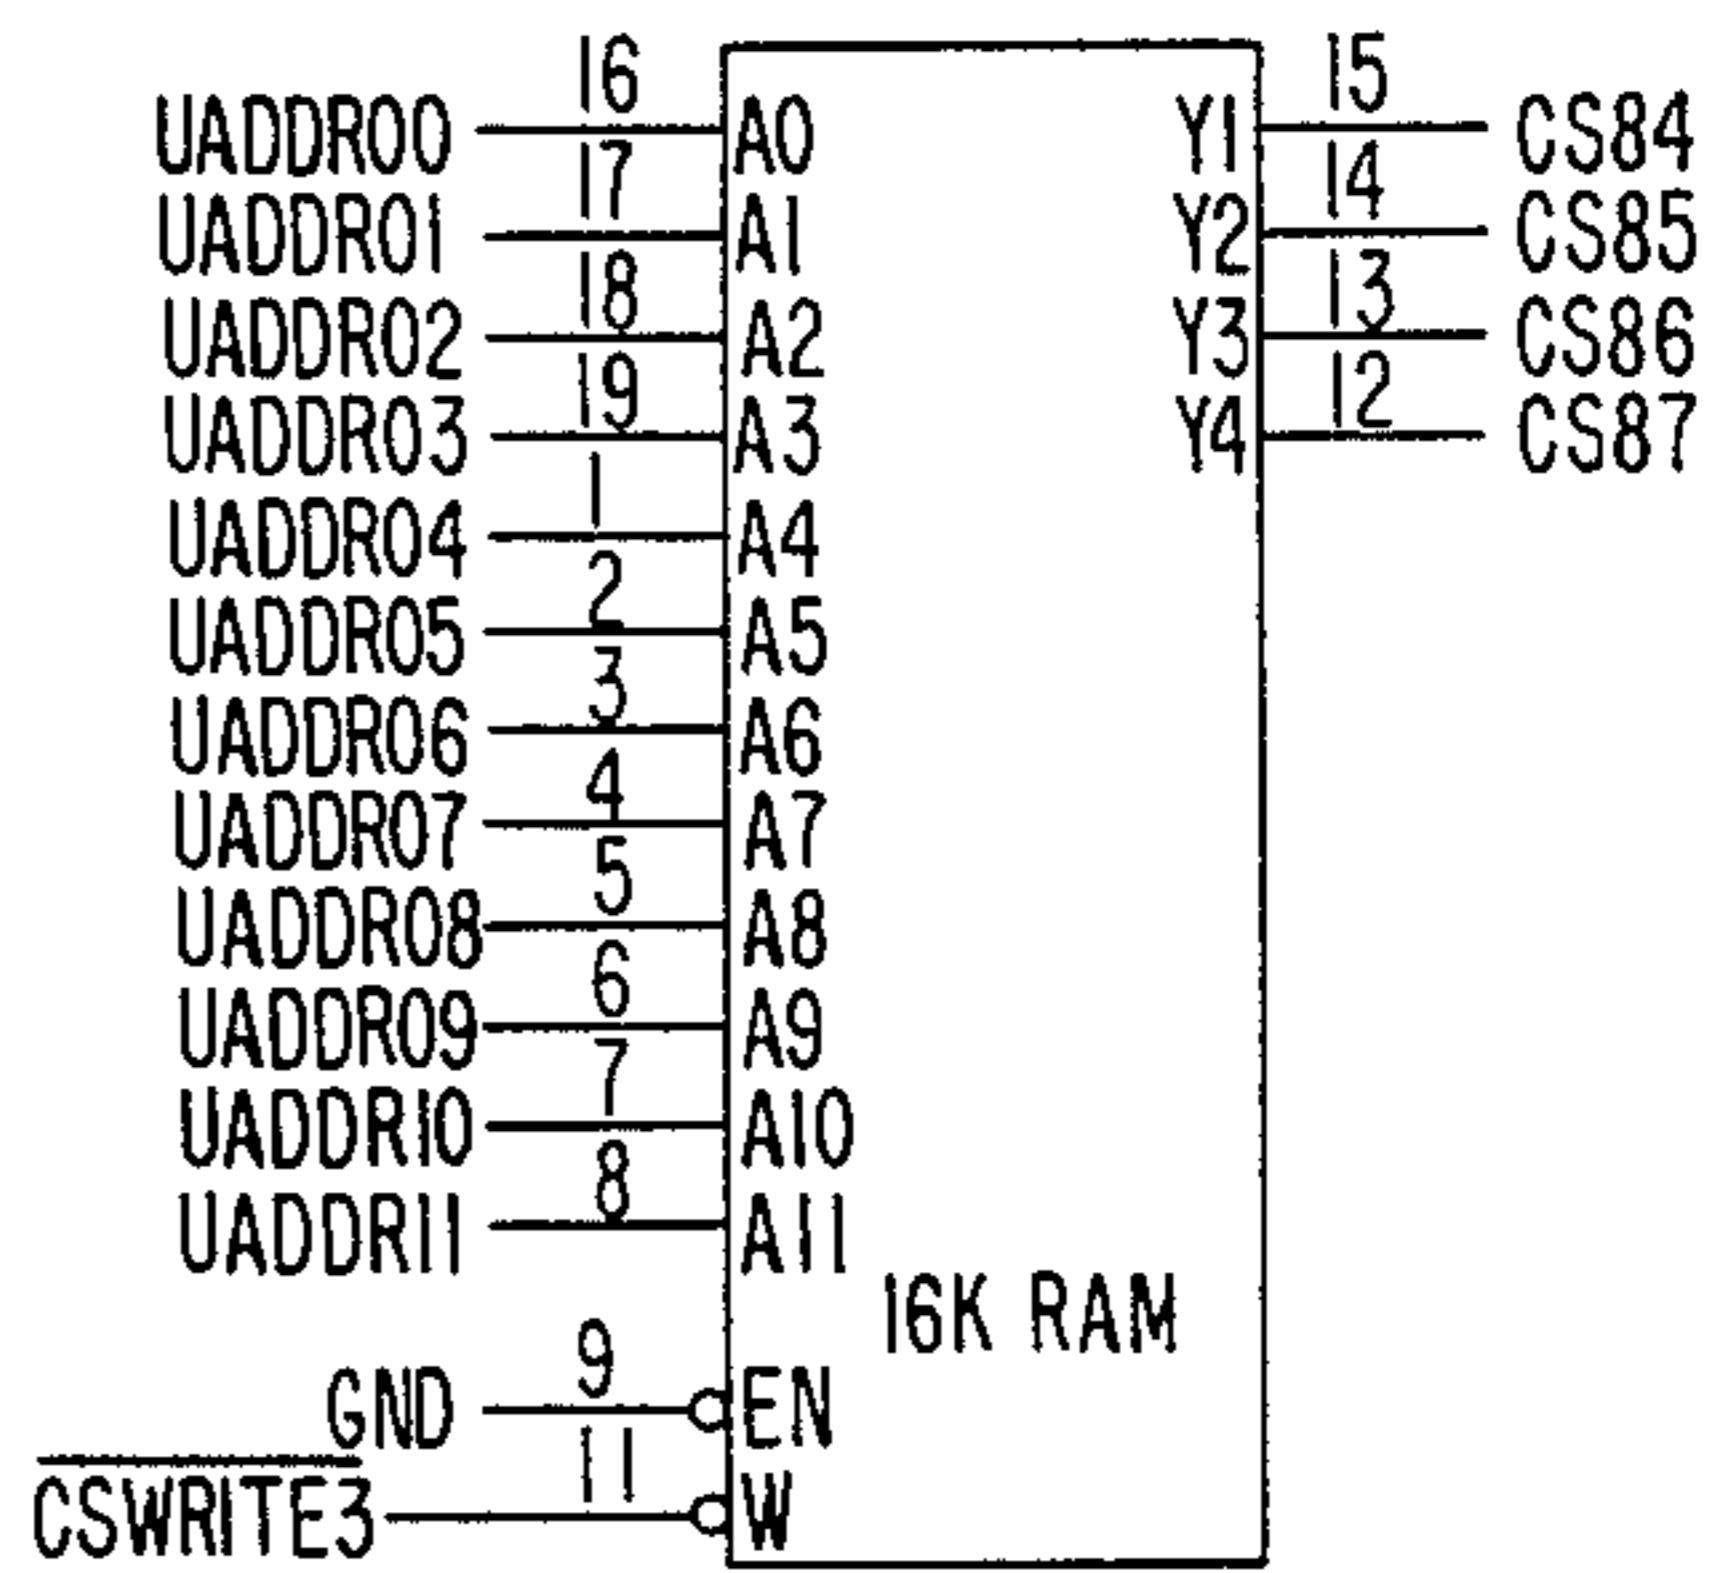 16 15
UADDR00 A0 Y1 CS84
17 14
UADDR01 A1 Y2 CS85
18 13
UADDR02 A2 Y3 CS86
19 12
UADDR03 A3 Y4 CS87
1
UADDR04 A4
2
UADDR05 A5
3
UADDR06 A6
4
UADDR07 A7
5
UADDR08 A8
6
UADDR09 A9
7
UADDR10 A10
8
UADDR11 A11
16K RAM
9
GND EN
11
CSWRITE3 W